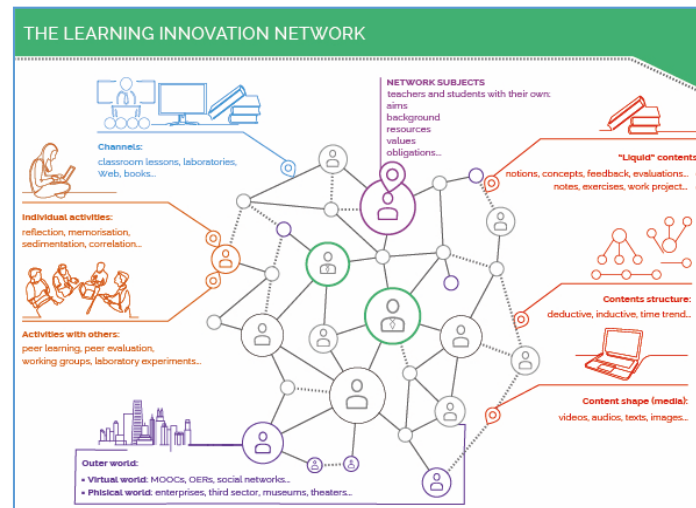 THE LEARNING INNOVATION NETWORK
NETWORK SUBJECTS
teachers and students with their own:
aims
background
resources
values
obligations...
Channels:
classroom lessons, laboratories,
Web, books...
"Liquid" contents
notions, concepts, feedback, evaluations...
notes, exercises, work project...
Individual activities:
reflection, memorisation,
sedimentation, correlation...
Contents structure:
deductive, inductive, time trend...
Activities with others:
peer learning, peer evaluation,
working groups, laboratory experiments...
Content shape (media):
videos, audios, texts, images...
Outer world:
• Virtual world: MOOCs, OERs, social networks...
• Phisical world: enterprises, third sector, museums, theaters...